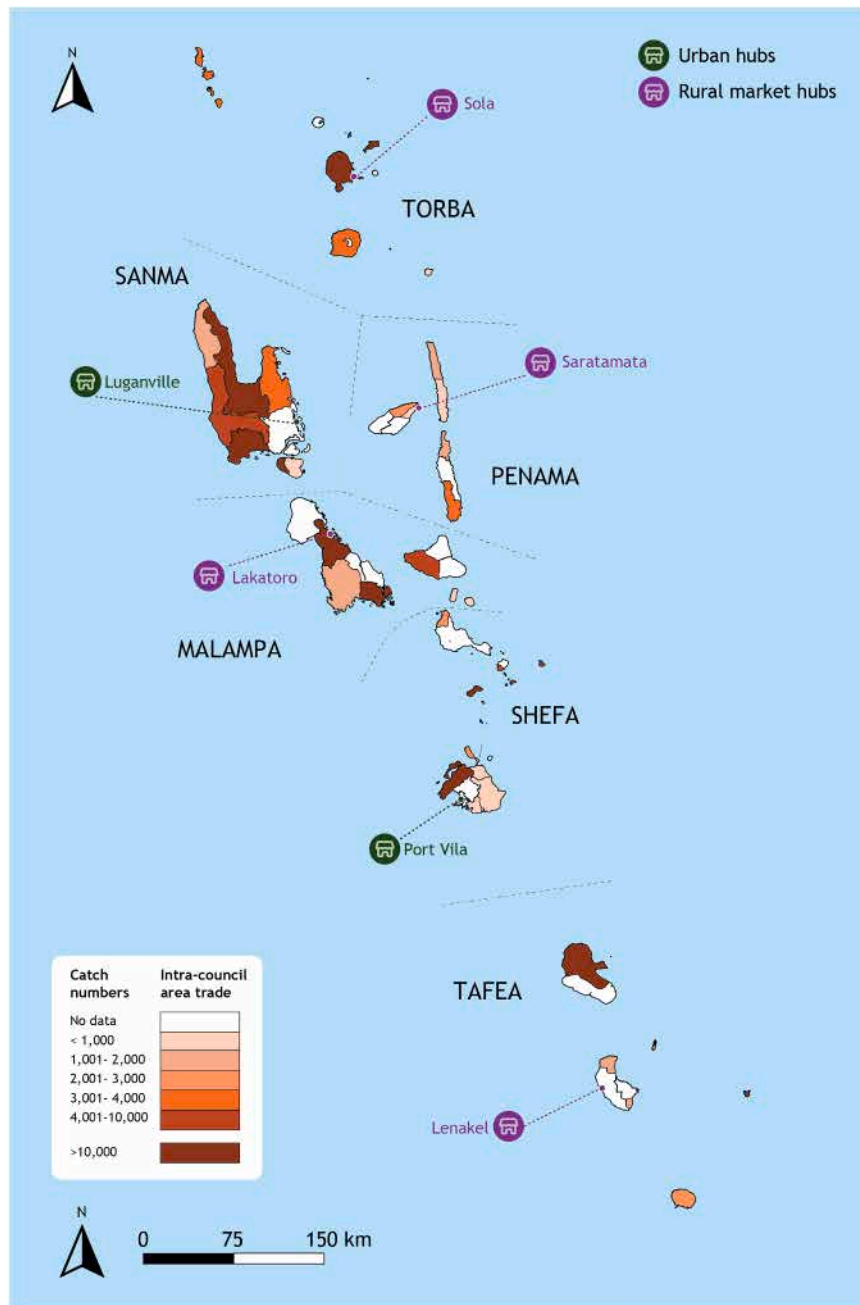 N
Urban hubs
Rural market hubs
Sola
TORBA
SANMA
Saratamata
Luganville
PENAMA
Lakatoro
MALAMPA
SHEFA
Port Vila
TAFEA
Lenakel
Catch numbers
Intra-council area trade
No data
< 1,000
1,001- 2,000
2,001- 3,000
3,001- 4,000
4,001-10,000
>10,000
N
0 75 150 km